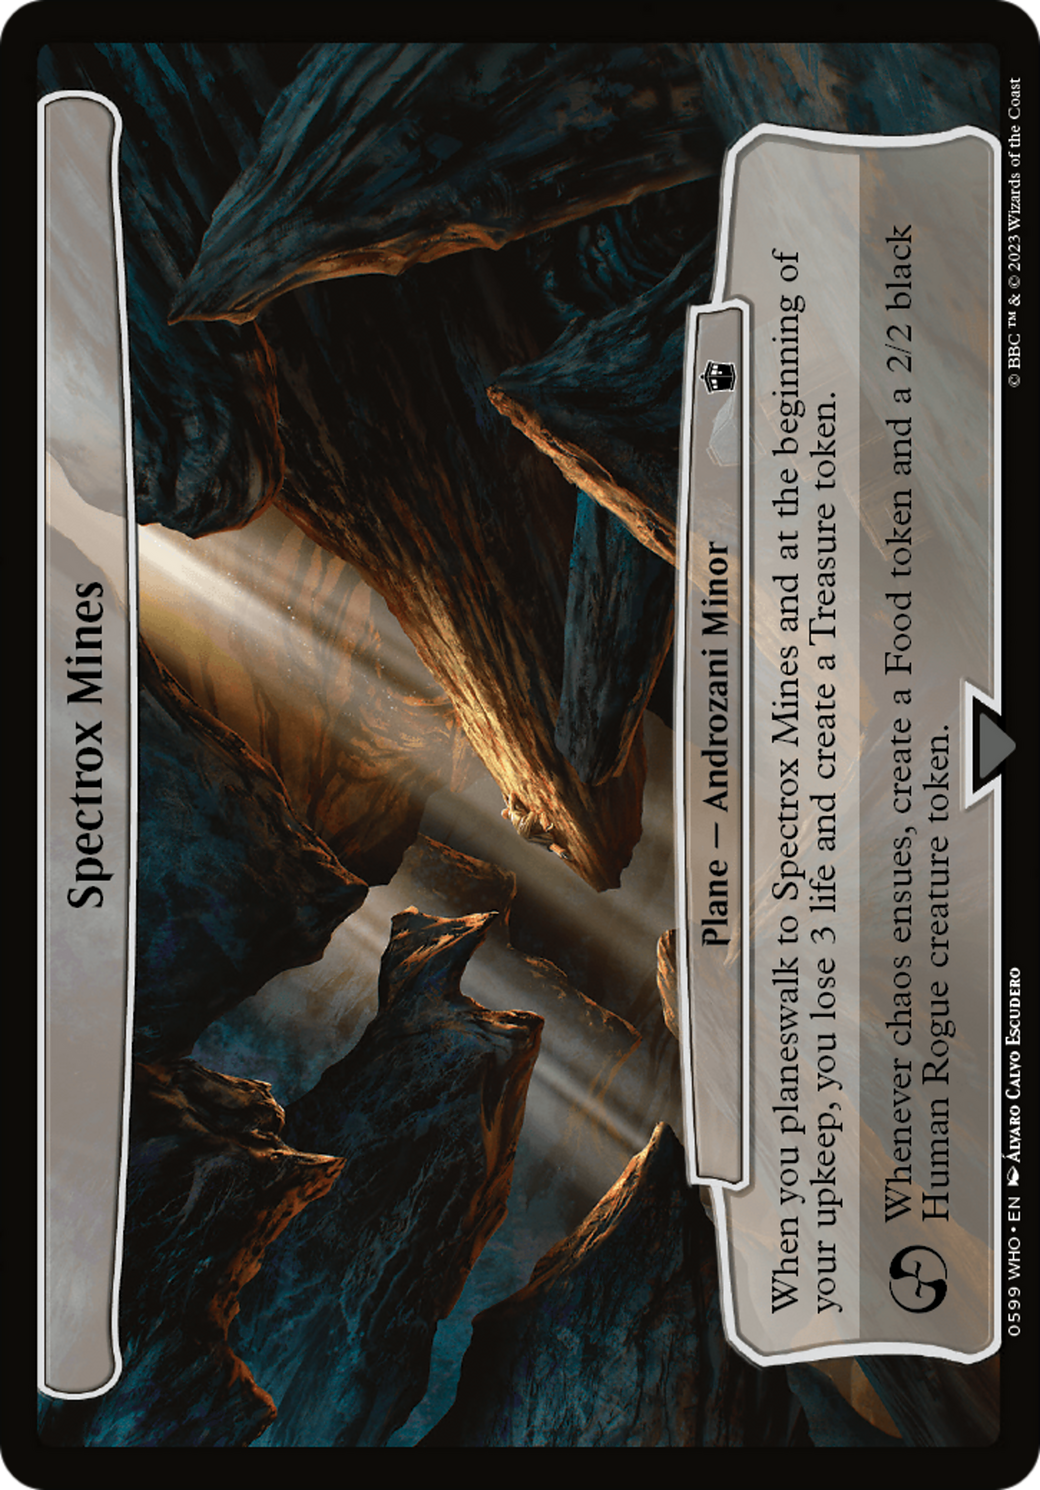 Spectrox Mines
Plane — Androzani Minor
When you planeswalk to Spectrox Mines and at the beginning of
your upkeep, you lose 3 life and create a Treasure token.
Whenever chaos ensues, create a Food token and a 2/2 black
Human Rogue creature token.
0599 WHO • EN Álvaro Calvo Escudero
© BBC ™ & © 2023 Wizards of the Coast